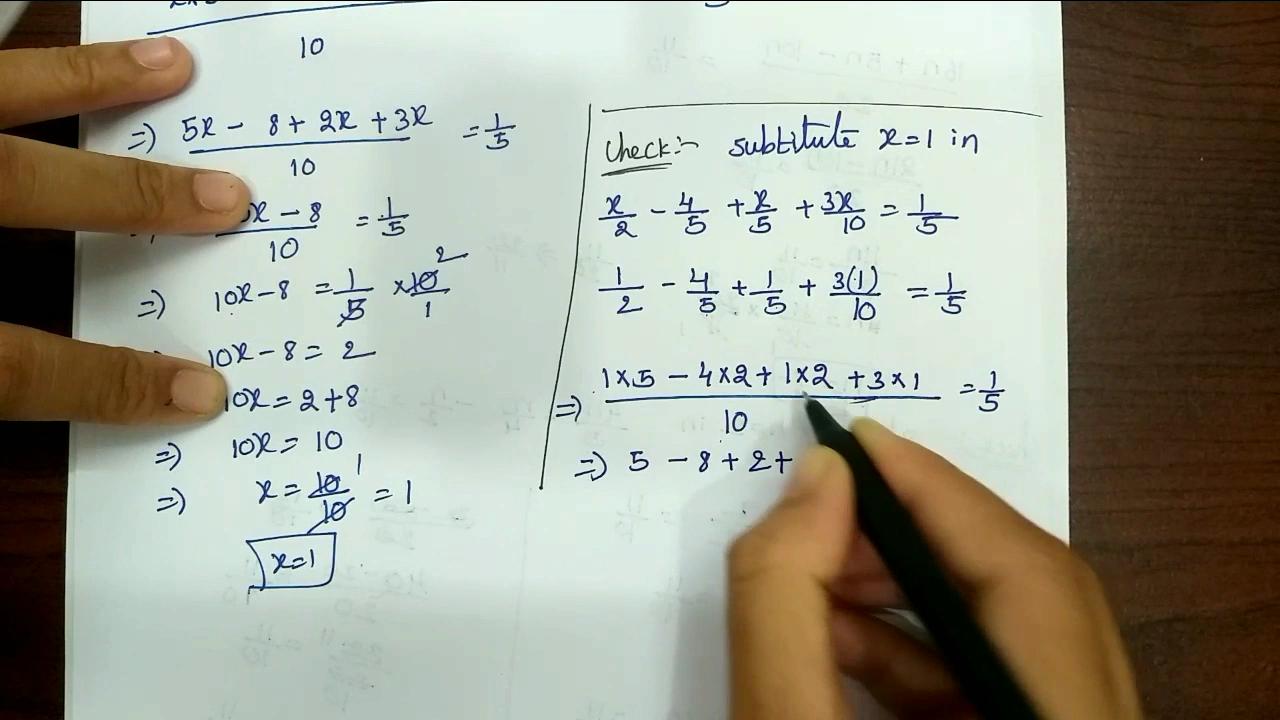 10
=) 5x - 8 + 2x + 3x / 10 = 1/5
x - 8 / 10 = 1/5
=) 10x - 8 = 1/5 × 10/1 2
10x - 8 = 2
10x = 2 + 8
=) 10x = 10
=) x = 10/10 1 = 1
x = 1
Check:- substitute x = 1 in
x/2 - 4/5 + x/5 + 3x/10 = 1/5
1/2 - 4/5 + 1/5 + 3(1)/10 = 1/5
=) 1×5 - 4×2 + 1×2 + 3×1 / 10 = 1/5
=) 5 - 8 + 2 +